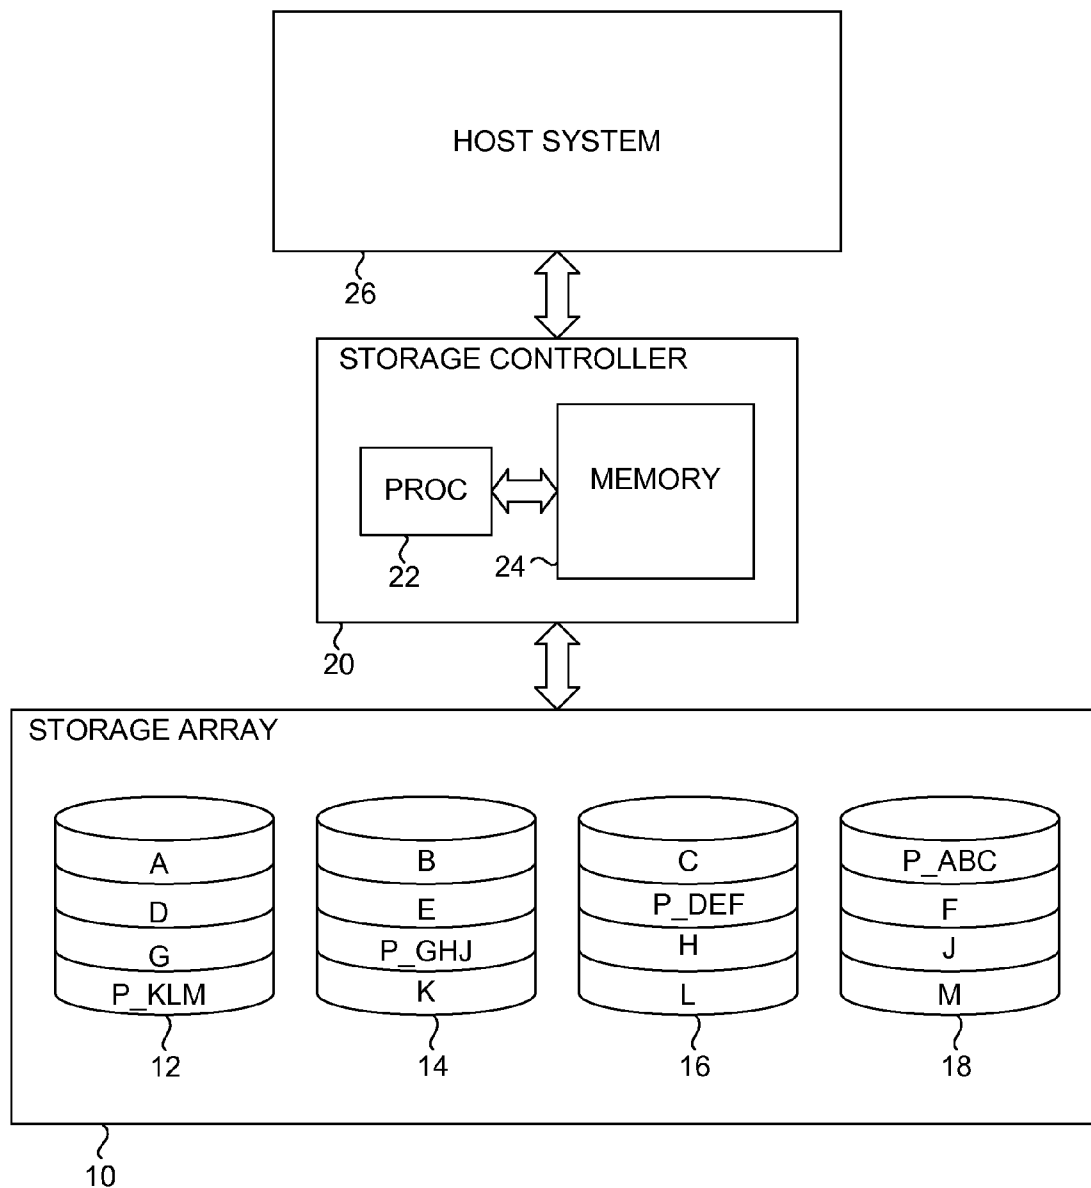 HOST SYSTEM
26
STORAGE CONTROLLER
PROC
MEMORY
22
24
20
STORAGE ARRAY
A
B
C
P_ABC
D
E
P_DEF
F
G
P_GHJ
H
J
P_KLM
K
L
M
12
14
16
18
10